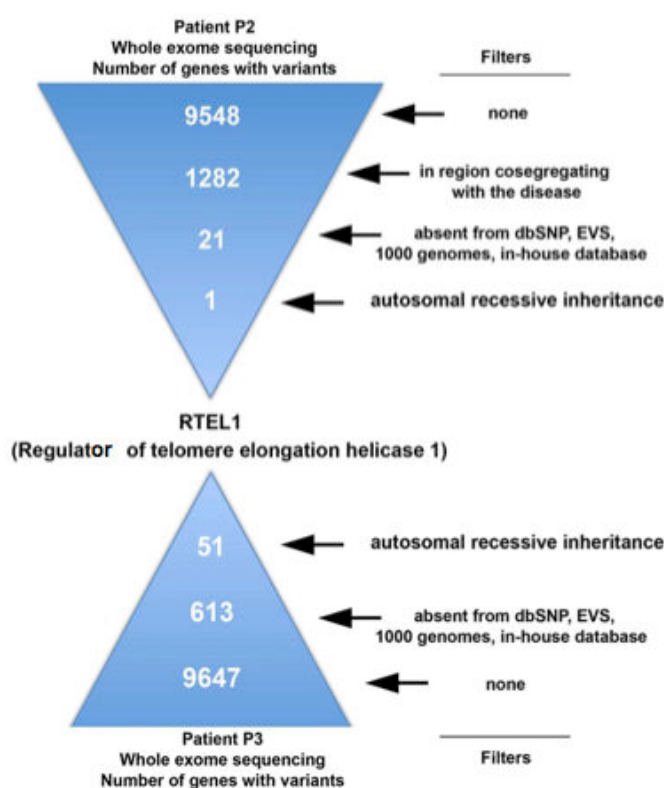 Patient P2
Whole exome sequencing
Number of genes with variants
Filters
9548
none
1282
in region cosegregating
with the disease
21
absent from dbSNP, EVS,
1000 genomes, in-house database
1
autosomal recessive inheritance
RTEL1
(Regulator of telomere elongation helicase 1)
51
autosomal recessive inheritance
613
absent from dbSNP, EVS,
1000 genomes, in-house database
9647
none
Patient P3
Whole exome sequencing
Number of genes with variants
Filters